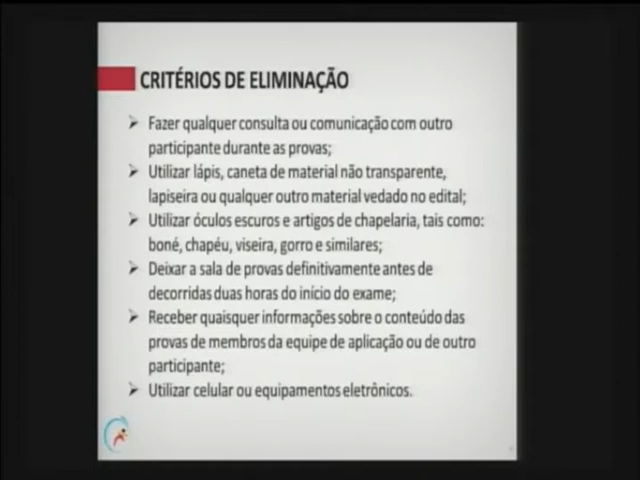 CRITÉRIOS DE ELIMINAÇÃO
➢ Fazer qualquer consulta ou comunicação com outro
participante durante as provas;
➢ Utilizar lápis, caneta de material não transparente,
lapiseira ou qualquer outro material vedado no edital;
➢ Utilizar óculos escuros e artigos de chapelaria, tais como:
boné, chapéu, viseira, gorro e similares;
➢ Deixar a sala de provas definitivamente antes de
decorridas duas horas do início do exame;
➢ Receber quaisquer informações sobre o conteúdo das
provas de membros da equipe de aplicação ou de outro
participante;
➢ Utilizar celular ou equipamentos eletrônicos.